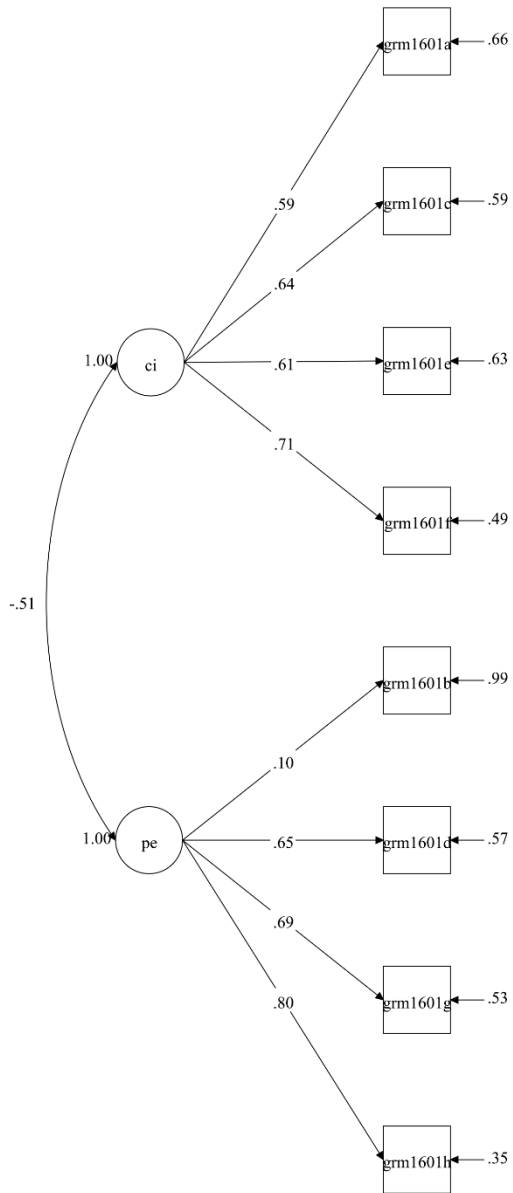 grm1601a
.66
.59
grm1601c
.59
.64
1.00
ci
.61
grm1601e
.63
.71
grm1601f
.49
-.51
grm1601b
.99
.10
1.00
pe
.65
grm1601d
.57
.69
grm1601g
.53
.80
grm1601h
.35